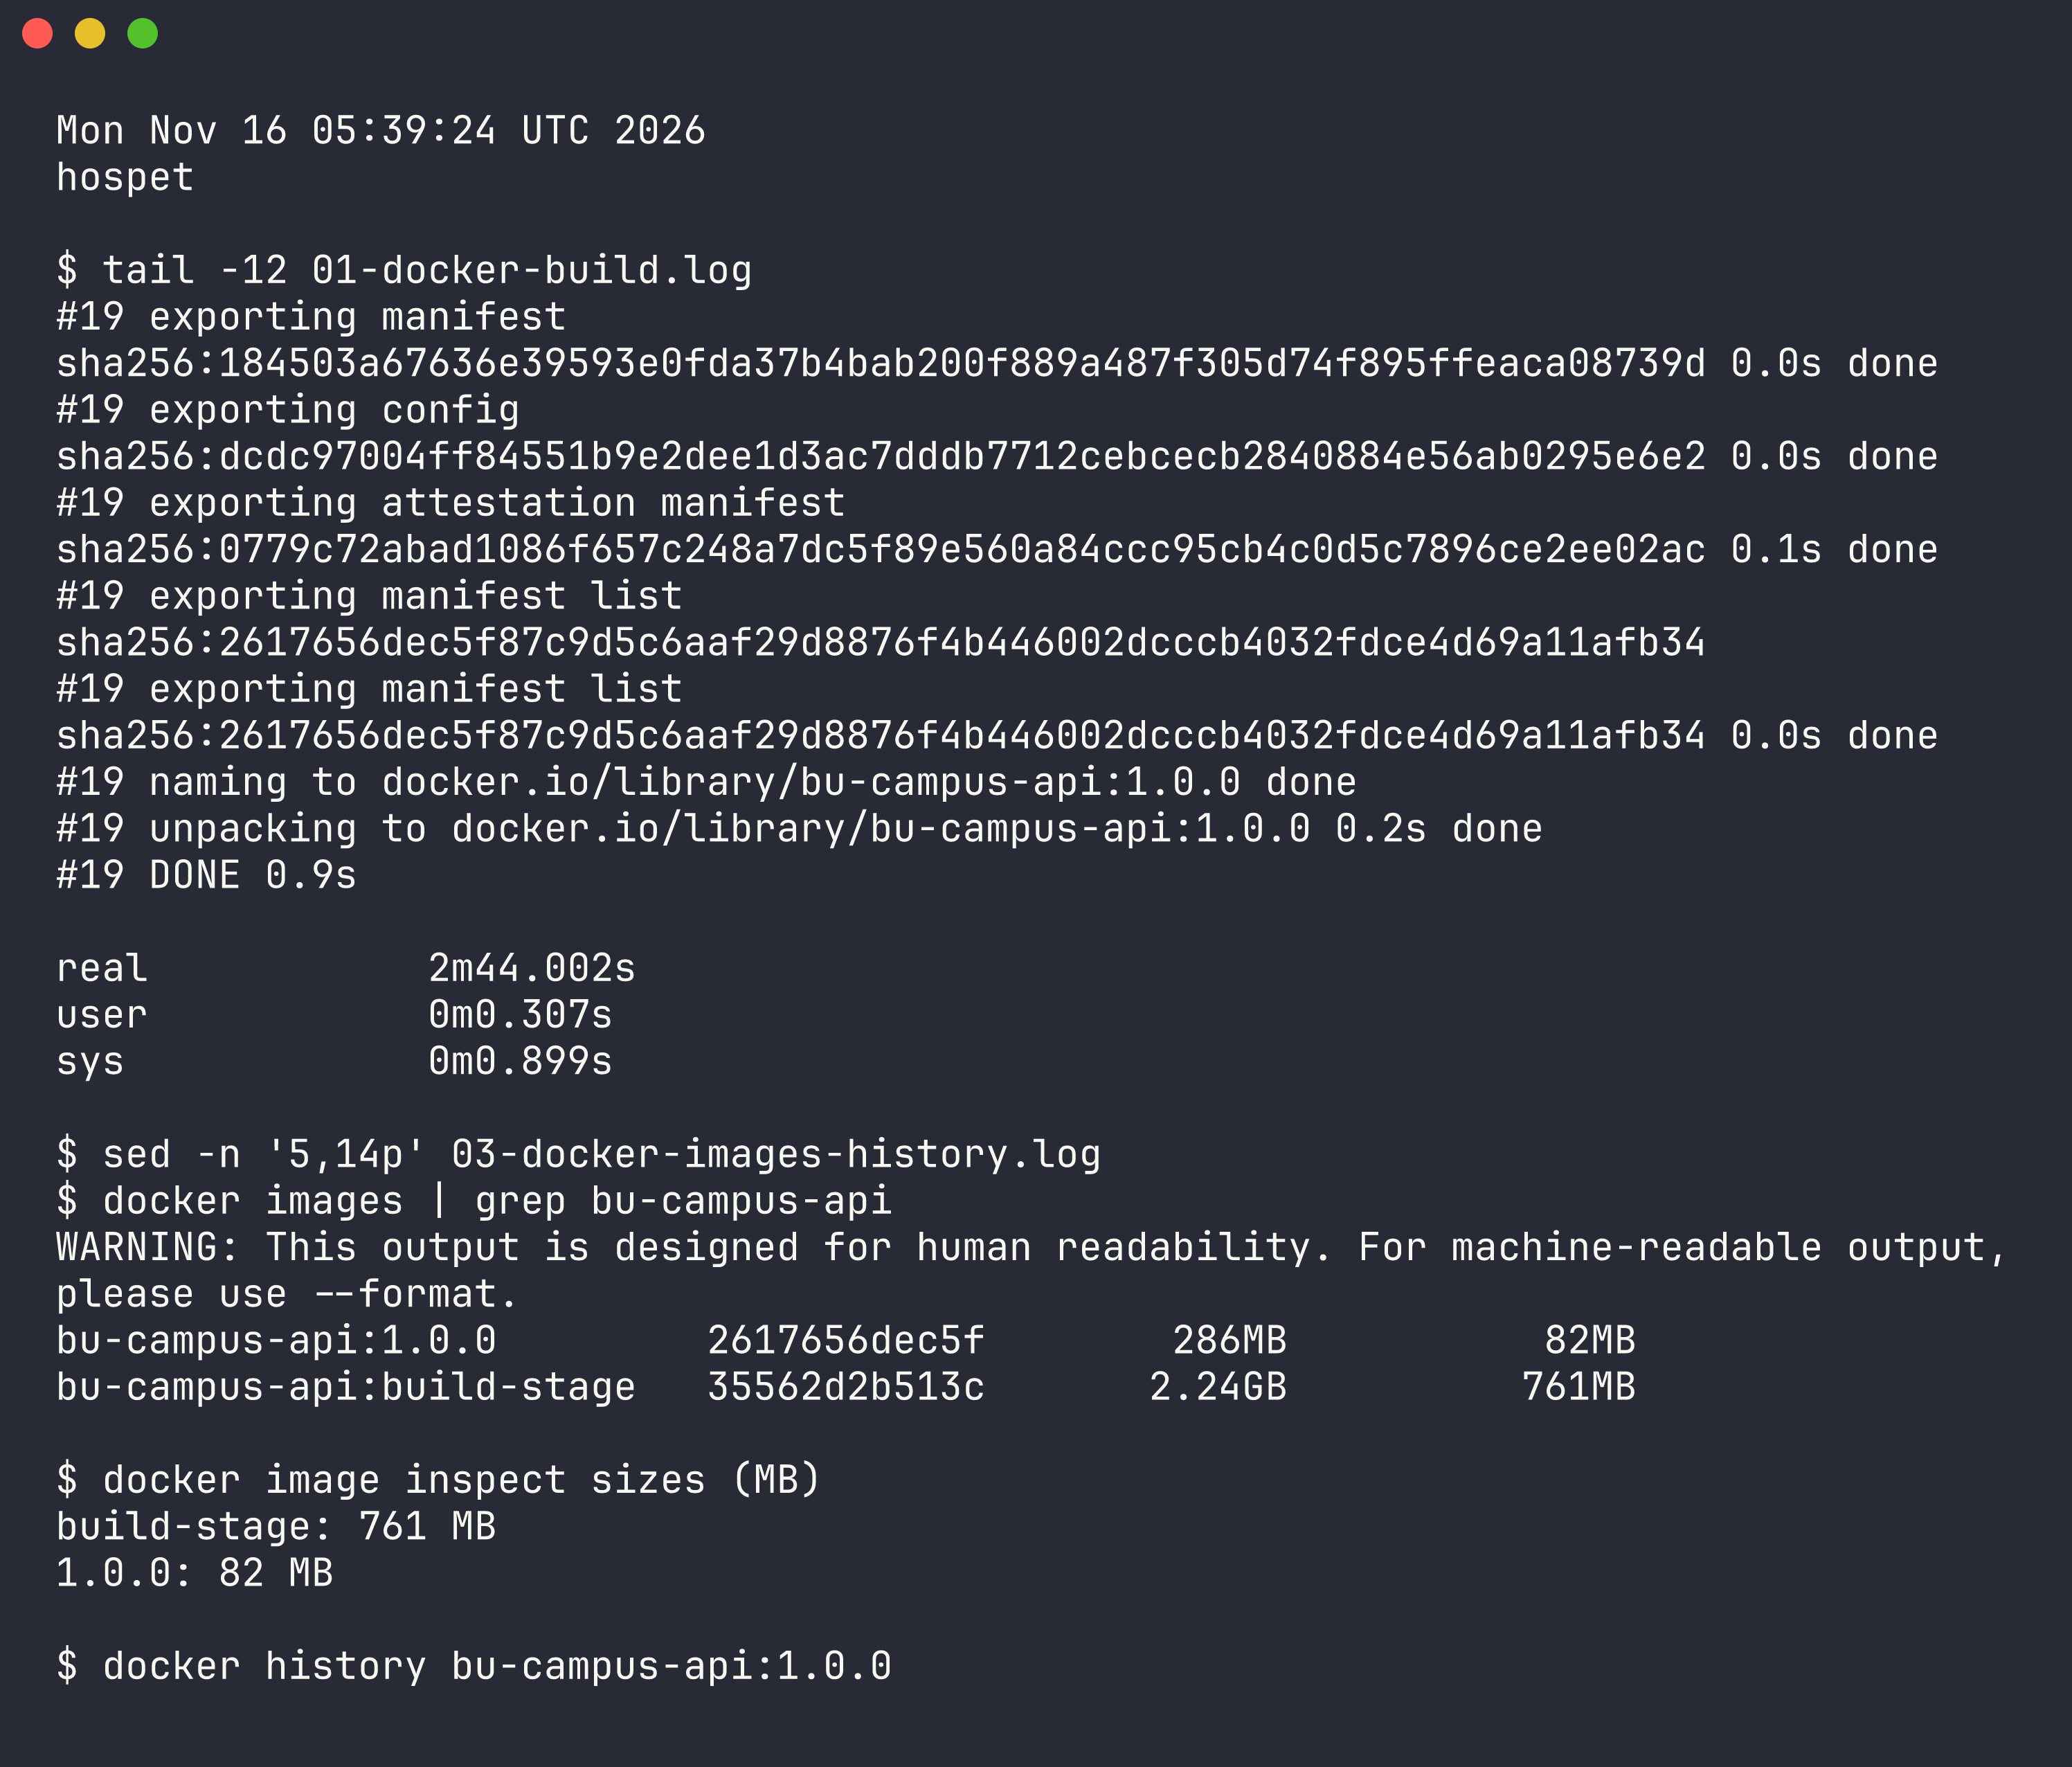 Mon Nov 16 05:39:24 UTC 2026
hospet

$ tail -12 01-docker-build.log
#19 exporting manifest
sha256:184503a67636e39593e0fda37b4bab200f889a487f305d74f895ffeaca08739d 0.0s done
#19 exporting config
sha256:dcdc97004ff84551b9e2dee1d3ac7dddb7712cebcecb2840884e56ab0295e6e2 0.0s done
#19 exporting attestation manifest
sha256:0779c72abad1086f657c248a7dc5f89e560a84ccc95cb4c0d5c7896ce2ee02ac 0.1s done
#19 exporting manifest list
sha256:2617656dec5f87c9d5c6aaf29d8876f4b446002dcccb4032fdce4d69a11afb34
#19 exporting manifest list
sha256:2617656dec5f87c9d5c6aaf29d8876f4b446002dcccb4032fdce4d69a11afb34 0.0s done
#19 naming to docker.io/library/bu-campus-api:1.0.0 done
#19 unpacking to docker.io/library/bu-campus-api:1.0.0 0.2s done
#19 DONE 0.9s

real            2m44.002s
user            0m0.307s
sys             0m0.899s

$ sed -n '5,14p' 03-docker-images-history.log
$ docker images | grep bu-campus-api
WARNING: This output is designed for human readability. For machine-readable output,
please use --format.
bu-campus-api:1.0.0         2617656dec5f        286MB           82MB
bu-campus-api:build-stage   35562d2b513c       2.24GB          761MB

$ docker image inspect sizes (MB)
build-stage: 761 MB
1.0.0: 82 MB

$ docker history bu-campus-api:1.0.0